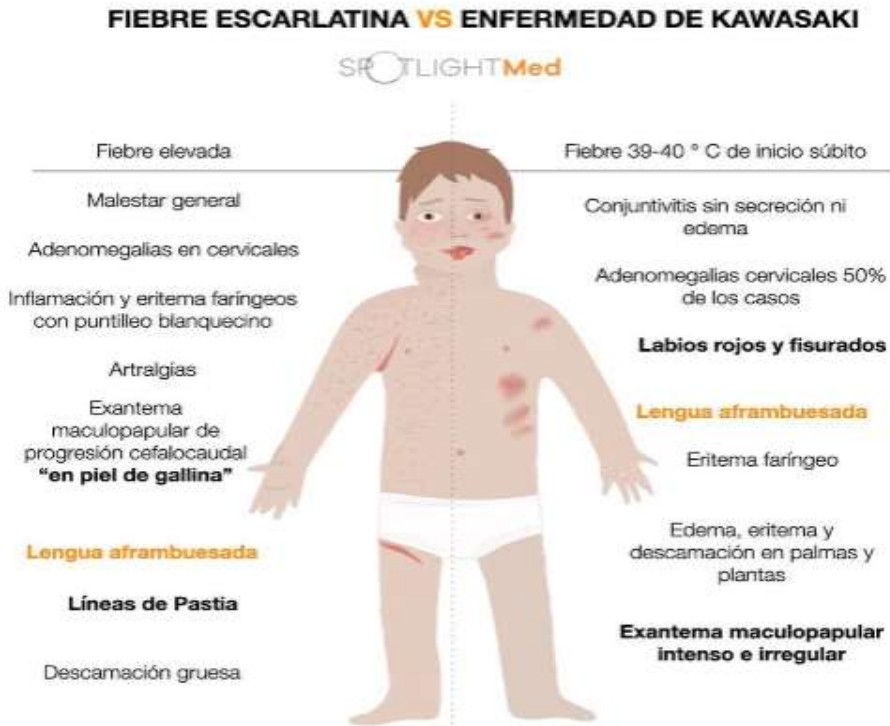 FIEBRE ESCARLATINA VS ENFERMEDAD DE KAWASAKI
SPOTLIGHTMed
Fiebre elevada
Malestar general
Adenomegalias en cervicales
Inflamación y eritema faríngeos
con puntilleo blanquecino
Artralgías
Exantema
maculopapular de
progresión cefalocaudal
“en piel de gallina”
Lengua aframbuesada
Líneas de Pastia
Descamación gruesa
Fiebre 39-40 ° C de inicio súbito
Conjuntivitis sin secreción ni
edema
Adenomegalias cervicales 50%
de los casos
Labios rojos y fisurados
Lengua aframbuesada
Eritema faríngeo
Edema, eritema y
descamación en palmas y
plantas
Exantema maculopapular
intenso e irregular